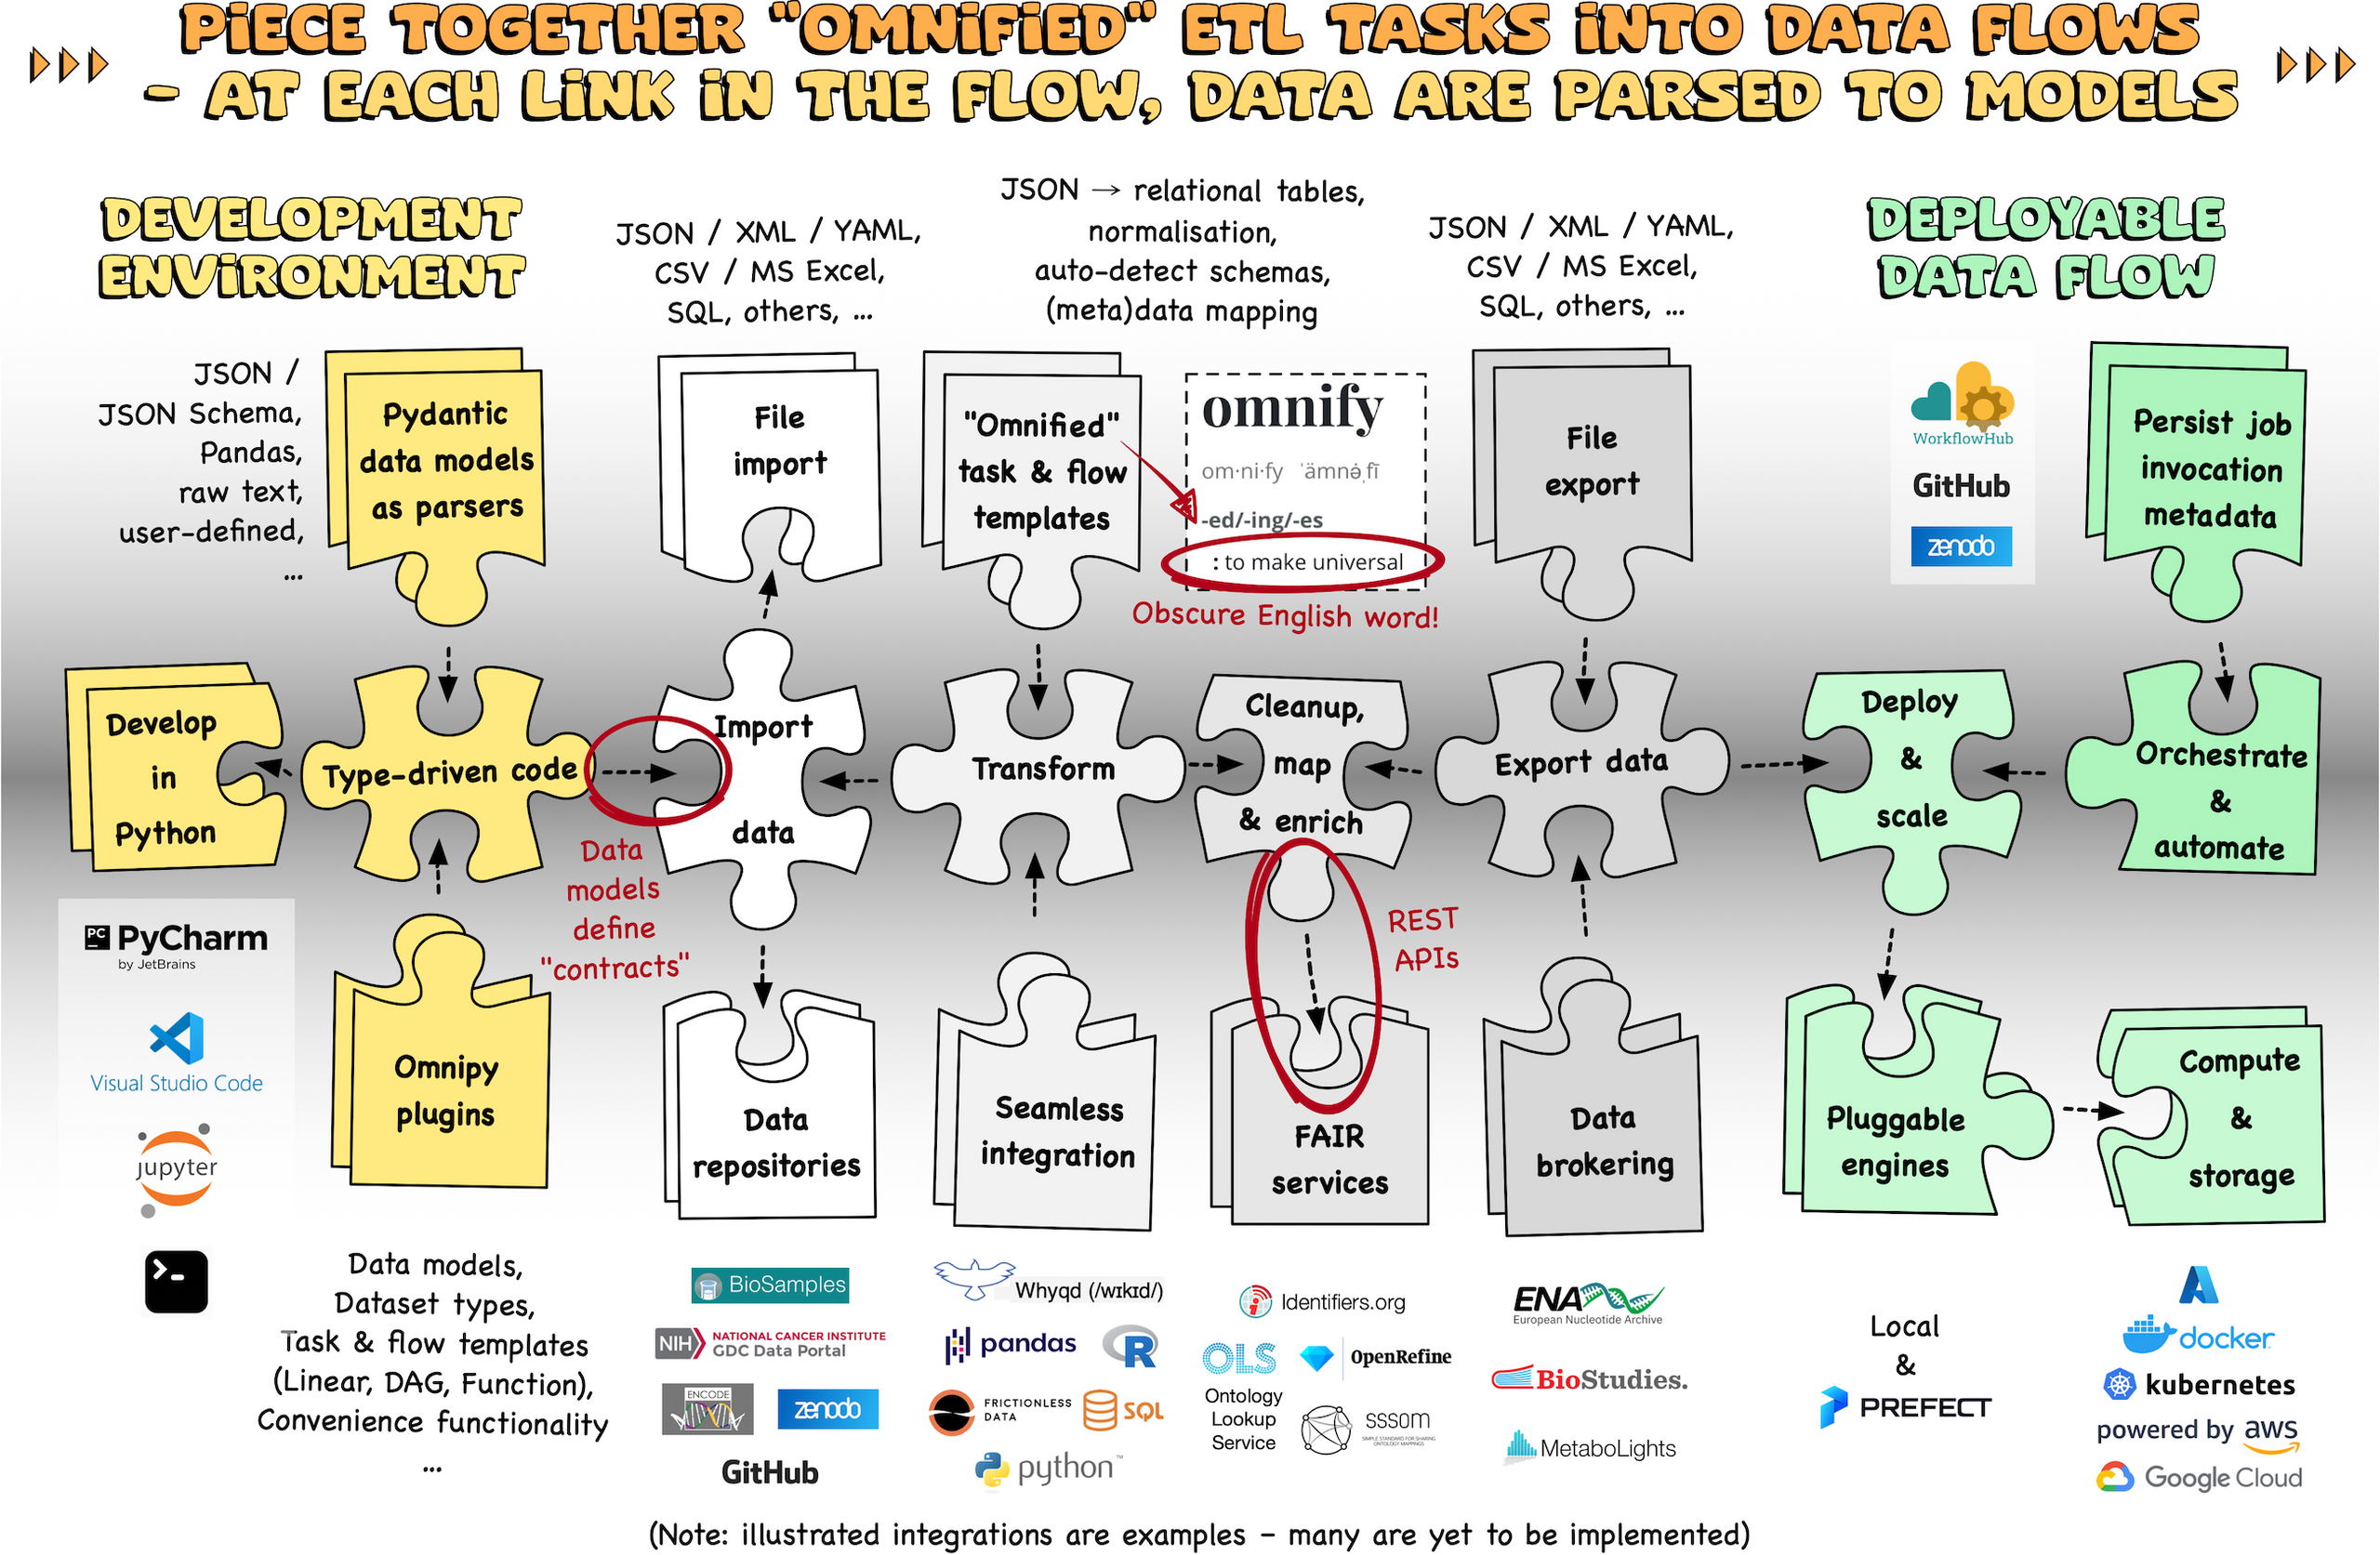 PiECE TOGETHER "OMNiFiED" ETL TASKS iNTO DATA FLOWS
- AT EACH LiNK iN THE FLOW, DATA ARE PARSED TO MODELS
DEVELOPMENT
ENViRONMENT
JSON / XML / YAML,
CSV / MS Excel,
SQL, others, ...
JSON → relational tables,
normalisation,
auto-detect schemas,
(meta)data mapping
JSON / XML / YAML,
CSV / MS Excel,
SQL, others, ...
DEPLOYABLE
DATA FLOW
JSON /
JSON Schema,
Pandas,
raw text,
user-defined,
...
Pydantic
data models
as parsers
File
import
"Omnified"
task & flow
templates
omnify
om·ni·fy ˈämnə̇ˌfī
-ed/-ing/-es
: to make universal
Obscure English word!
File
export
WorkflowHub
GitHub
zenodo
Persist job
invocation
metadata
Develop
in
Python
Type-driven code
Import
data
Transform
Cleanup,
map
& enrich
Export data
Deploy
&
scale
Orchestrate
&
automate
Data
models
define
"contracts"
REST
APIs
PC PyCharm
by JetBrains
Visual Studio Code
jupyter
>-
Omnipy
plugins
Data
repositories
Seamless
integration
FAIR
services
Data
brokering
Pluggable
engines
Compute
&
storage
Data models,
Dataset types,
Task & flow templates
(Linear, DAG, Function),
Convenience functionality
...
BioSamples
NIH NATIONAL CANCER INSTITUTE
GDC Data Portal
ENCODE
zenodo
GitHub
Whyqd (/wɪkɪd/)
pandas
R
FRICTIONLESS
DATA
SQL
python™
Identifiers.org
OLS
Ontology
Lookup
Service
OpenRefine
sssom
SIMPLE STANDARD FOR SHARING
ONTOLOGY MAPPINGS
ENA
European Nucleotide Archive
BioStudies.
MetaboLights
Local
&
PREFECT
docker
kubernetes
powered by aws
Google Cloud
(Note: illustrated integrations are examples - many are yet to be implemented)